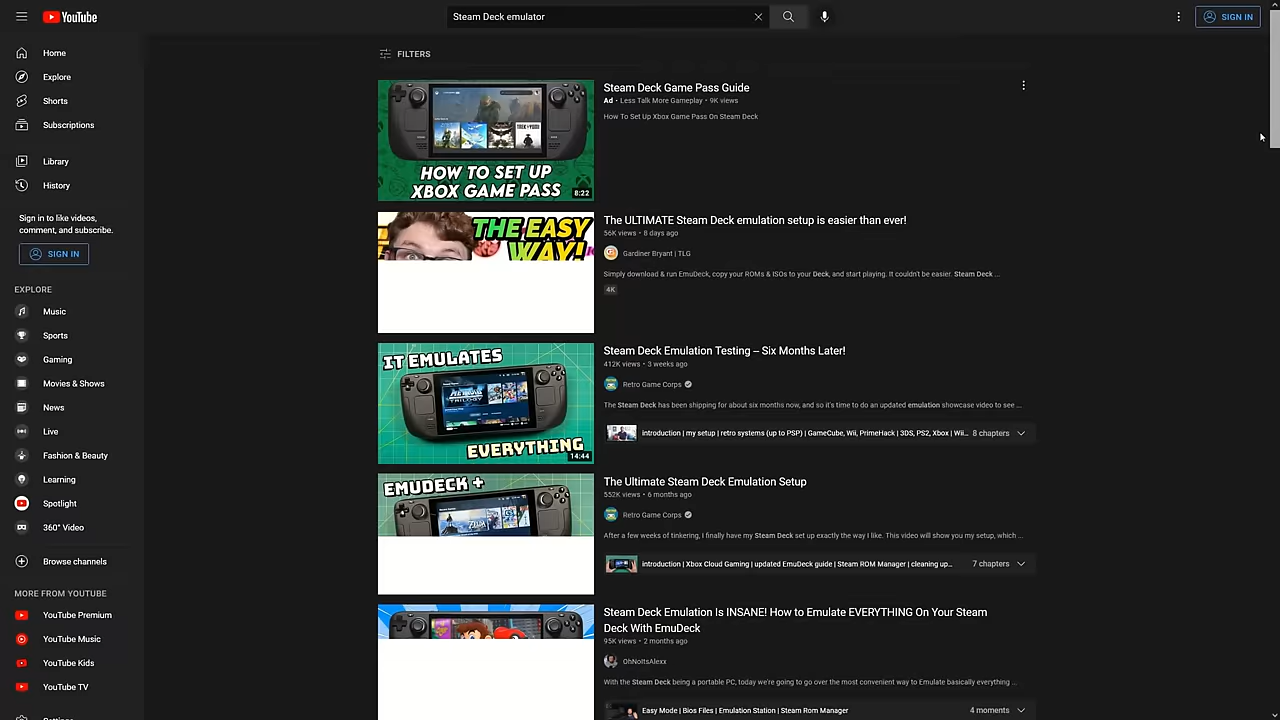 YouTube
Steam Deck emulator
SIGN IN
Home
Explore
Shorts
Subscriptions
Library
History
Sign in to like videos,
comment, and subscribe.
SIGN IN
EXPLORE
Music
Sports
Gaming
Movies & Shows
News
Live
Fashion & Beauty
Learning
Spotlight
360° Video
Browse channels
MORE FROM YOUTUBE
YouTube Premium
YouTube Music
YouTube Kids
YouTube TV
FILTERS
HOW TO SET UP
XBOX GAME PASS
8:22
Steam Deck Game Pass Guide
Ad • Less Talk More Gameplay • 9K views
How To Set Up Xbox Game Pass On Steam Deck
THE EASY
WAY!
The ULTIMATE Steam Deck emulation setup is easier than ever!
56K views • 8 days ago
Gardiner Bryant | TLG
Simply download & run EmuDeck, copy your ROMs & ISOs to your Deck, and start playing. It couldn't be easier. Steam Deck ...
4K
IT EMULATES
EVERYTHING
14:44
Steam Deck Emulation Testing – Six Months Later!
412K views • 3 weeks ago
Retro Game Corps
The Steam Deck has been shipping for about six months now, and so it's time to do an updated emulation showcase video to see ...
introduction | my setup | retro systems (up to PSP) | GameCube, Wii, PrimeHack | 3DS, PS2, Xbox | Wii... 8 chapters
EMUDECK +
The Ultimate Steam Deck Emulation Setup
552K views • 6 months ago
Retro Game Corps
After a few weeks of tinkering, I finally have my Steam Deck set up exactly the way I like. This video will show you my setup, which ...
introduction | Xbox Cloud Gaming | updated EmuDeck guide | Steam ROM Manager | cleaning up... 7 chapters
Steam Deck Emulation Is INSANE! How to Emulate EVERYTHING On Your Steam
Deck With EmuDeck
95K views • 2 months ago
OhNoItsAlexx
With the Steam Deck being a portable PC, today we're going to go over the most convenient way to Emulate basically everything ...
Easy Mode | Bios Files | Emulation Station | Steam Rom Manager 4 moments